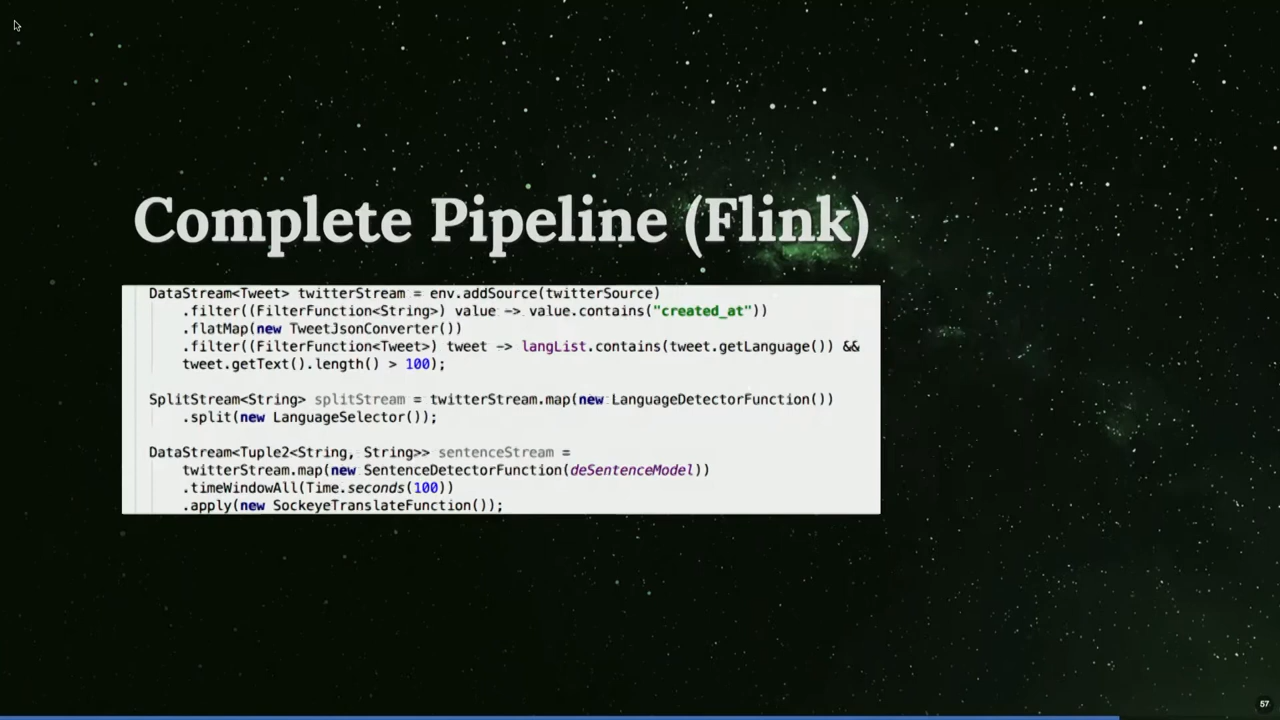 Complete Pipeline (Flink)
DataStream<Tweet> twitterStream = env.addSource(twitterSource)
.filter((FilterFunction<String>) value -> value.contains("created_at"))
.flatMap(new TweetJsonConverter())
.filter((FilterFunction<Tweet>) tweet -> langList.contains(tweet.getLanguage()) &&
tweet.getText().length() > 100);
SplitStream<String> splitStream = twitterStream.map(new LanguageDetectorFunction())
.split(new LanguageSelector());
DataStream<Tuple2<String, String>> sentenceStream =
twitterStream.map(new SentenceDetectorFunction(deSentenceModel))
.timeWindowAll(Time.seconds(100))
.apply(new SockeyeTranslateFunction());
57